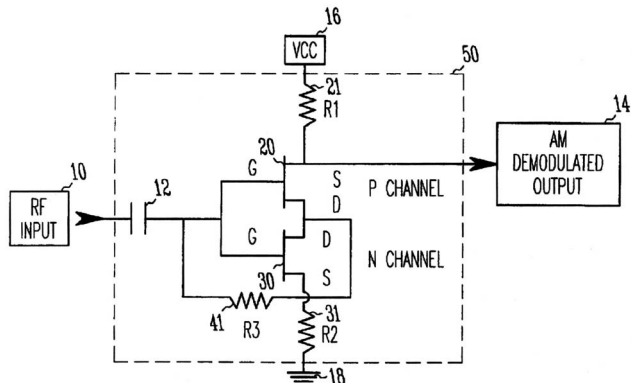 16
VCC
50
21
R1
14
AM
DEMODULATED
OUTPUT
20
G
S
P CHANNEL
D
10
RF
INPUT
12
G
D
N CHANNEL
30
S
41
R3
31
R2
18